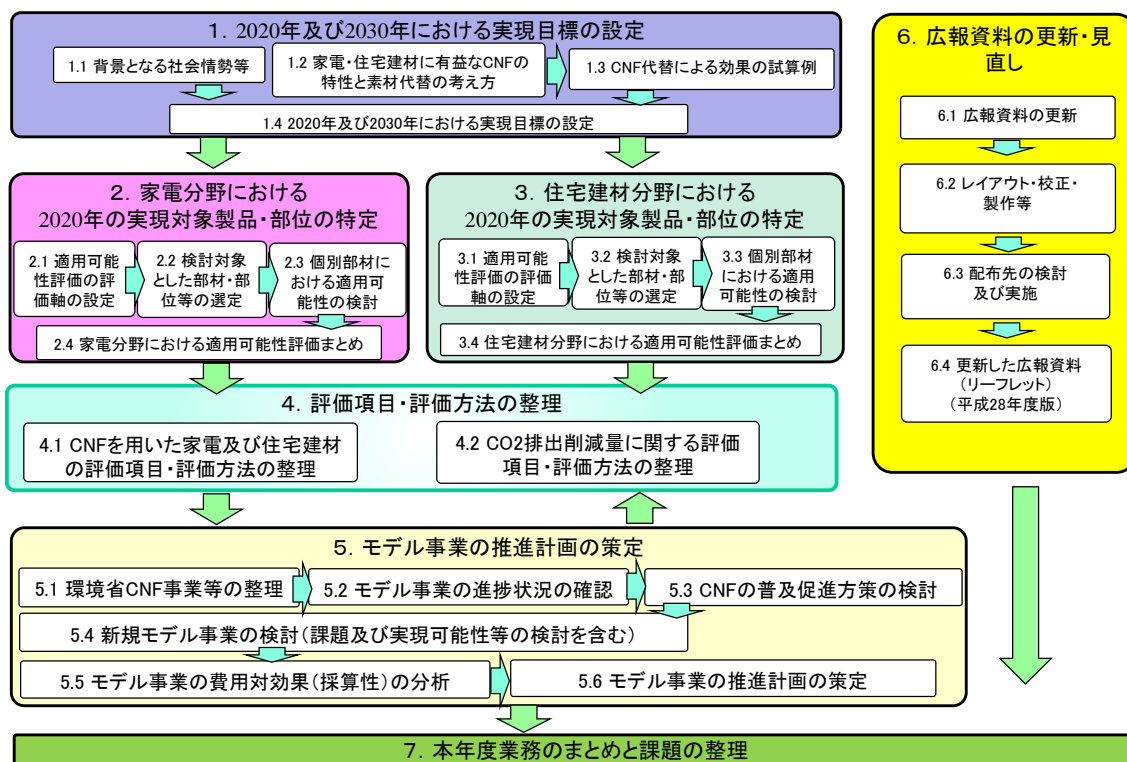 1．2020年及び2030年における実現目標の設定
1.1 背景となる社会情勢等
1.2 家電・住宅建材に有益なCNFの
特性と素材代替の考え方
1.3 CNF代替による効果の試算例
1.4 2020年及び2030年における実現目標の設定
2．家電分野における
2020年の実現対象製品・部位の特定
2.1 適用可能
性評価の評
価軸の設定
2.2 検討対象
とした部材・部
位等の選定
2.3 個別部材に
おける適用可
能性の検討
2.4 家電分野における適用可能性評価まとめ
3．住宅建材分野における
2020年の実現対象製品・部位の特定
3.1 適用可能
性評価の評価
軸の設定
3.2 検討対象
とした部材・部
位等の選定
3.3 個別部材
における適用
可能性の検討
3.4 住宅建材分野における適用可能性評価まとめ
4．評価項目・評価方法の整理
4.1 CNFを用いた家電及び住宅建材
の評価項目・評価方法の整理
4.2 CO2排出削減量に関する評価
項目・評価方法の整理
5．モデル事業の推進計画の策定
5.1 環境省CNF事業等の整理
5.2 モデル事業の進捗状況の確認
5.3 CNFの普及促進方策の検討
5.4 新規モデル事業の検討（課題及び実現可能性等の検討を含む）
5.5 モデル事業の費用対効果（採算性）の分析
5.6 モデル事業の推進計画の策定
6．広報資料の更新・見
直し
6.1 広報資料の更新
6.2 レイアウト・校正・
製作等
6.3 配布先の検討
及び実施
6.4 更新した広報資料
（リーフレット）
（平成28年度版）
7．本年度業務のまとめと課題の整理